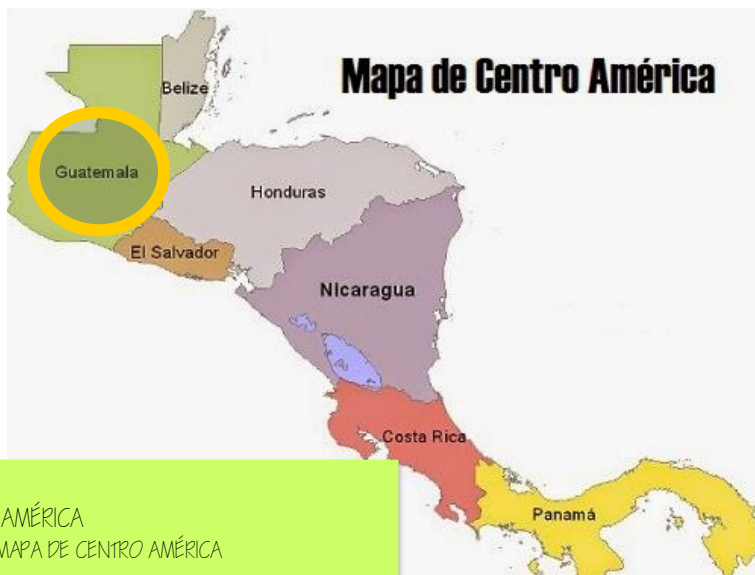 Mapa de Centro América
Belize
Guatemala
Honduras
El Salvador
Nicaragua
Costa Rica
Panamá
AMÉRICA
MAPA DE CENTRO AMÉRICA